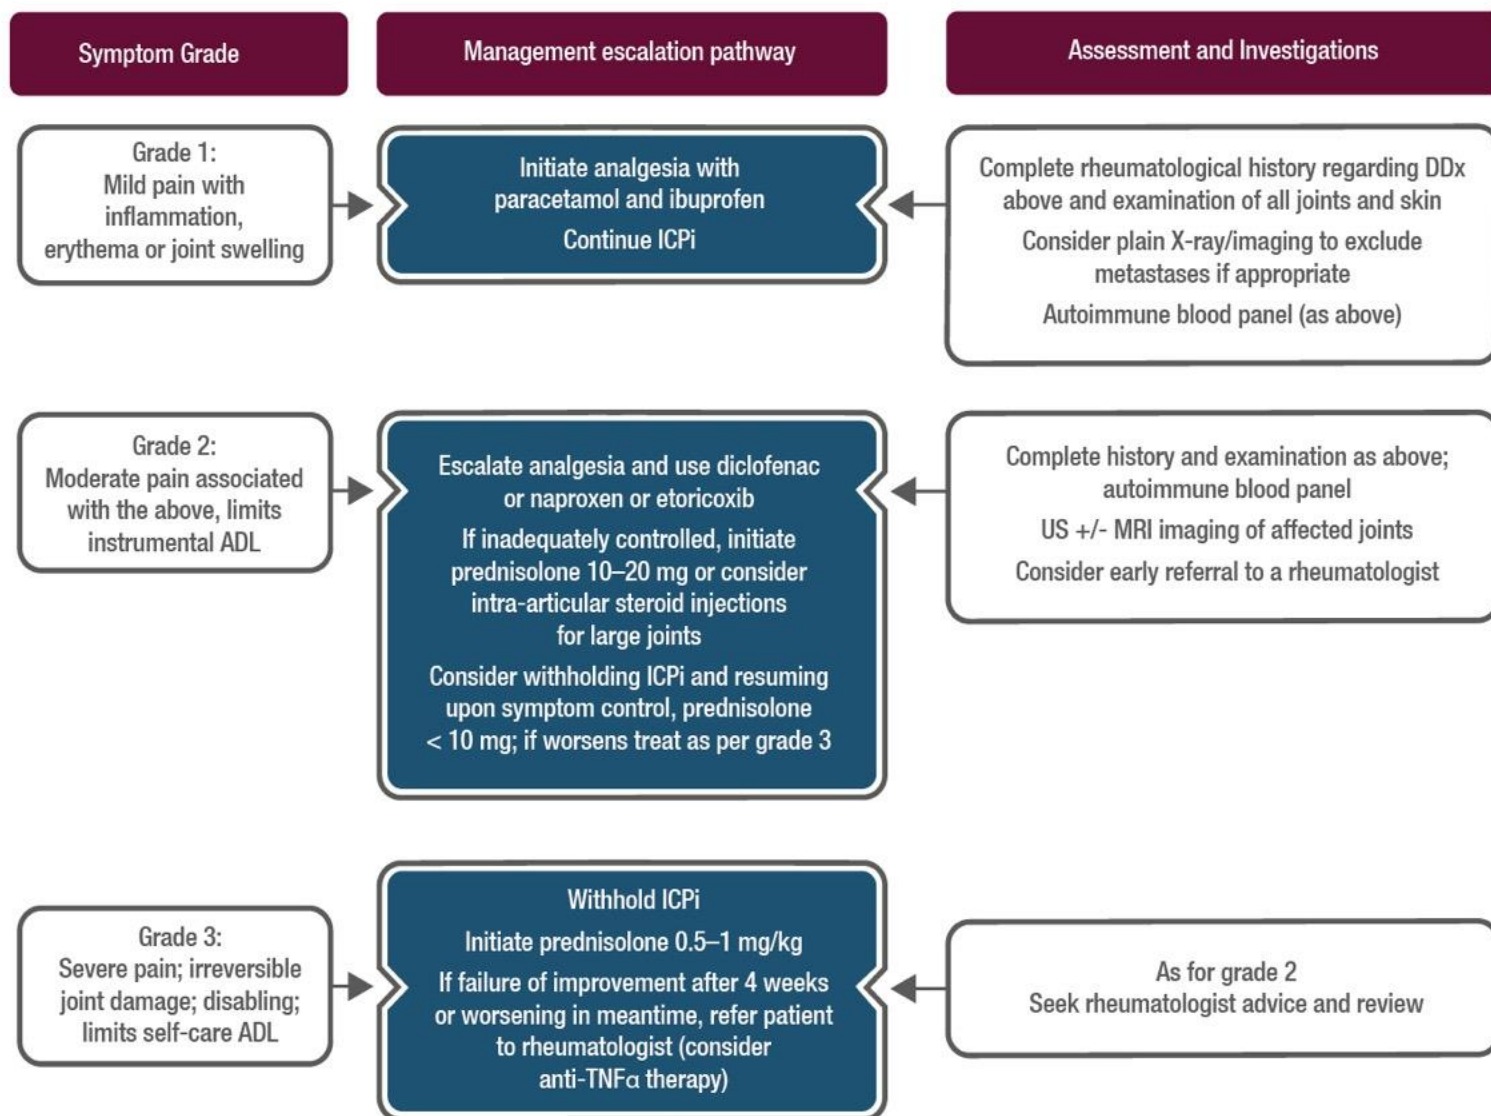 Symptom Grade
Management escalation pathway
Assessment and Investigations
Grade 1:
Mild pain with
inflammation,
erythema or joint swelling
Initiate analgesia with
paracetamol and ibuprofen
Continue ICPi
Complete rheumatological history regarding DDx
above and examination of all joints and skin
Consider plain X-ray/imaging to exclude
metastases if appropriate
Autoimmune blood panel (as above)
Grade 2:
Moderate pain associated
with the above, limits
instrumental ADL
Escalate analgesia and use diclofenac
or naproxen or etoricoxib
If inadequately controlled, initiate
prednisolone 10–20 mg or consider
intra-articular steroid injections
for large joints
Consider withholding ICPi and resuming
upon symptom control, prednisolone
< 10 mg; if worsens treat as per grade 3
Complete history and examination as above;
autoimmune blood panel
US +/- MRI imaging of affected joints
Consider early referral to a rheumatologist
Grade 3:
Severe pain; irreversible
joint damage; disabling;
limits self-care ADL
Withhold ICPi
Initiate prednisolone 0.5–1 mg/kg
If failure of improvement after 4 weeks
or worsening in meantime, refer patient
to rheumatologist (consider
anti-TNFα therapy)
As for grade 2
Seek rheumatologist advice and review